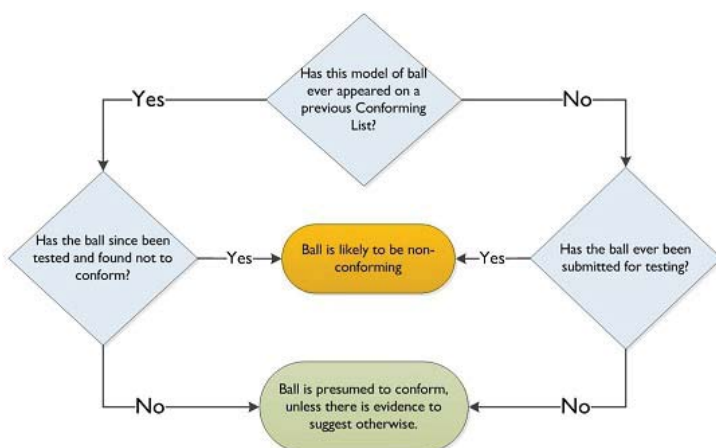 Has this model of ball
ever appeared on a
previous Conforming
List?
Yes
No
Has the ball since been
tested and found not to
conform?
Yes
Ball is likely to be non-
conforming
Yes
Has the ball ever been
submitted for testing?
No
Ball is presumed to conform,
unless there is evidence to
suggest otherwise.
No